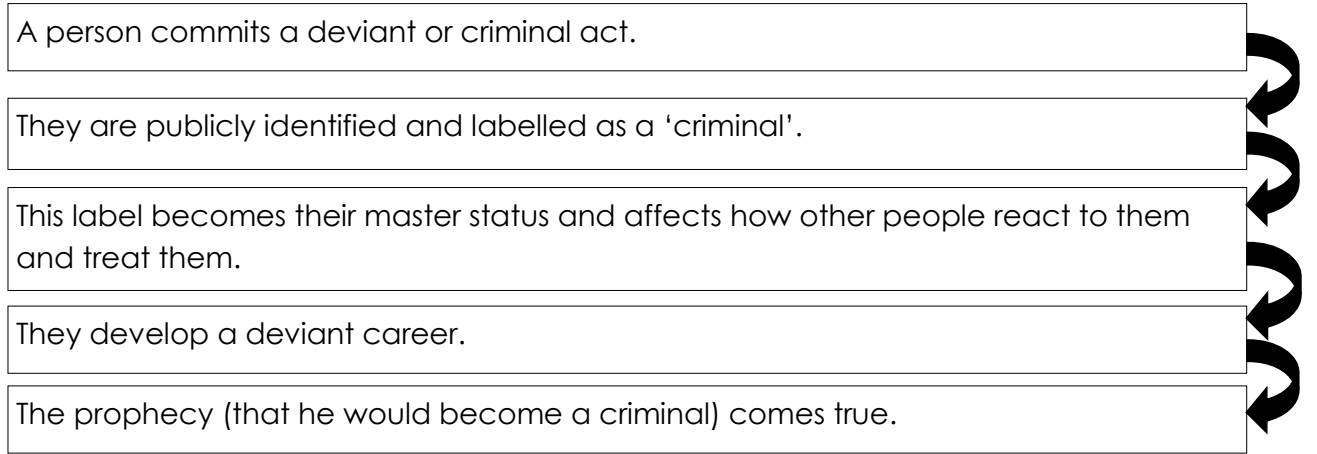 A person commits a deviant or criminal act.
They are publicly identified and labelled as a ‘criminal’.
This label becomes their master status and affects how other people react to them
and treat them.
They develop a deviant career.
The prophecy (that he would become a criminal) comes true.